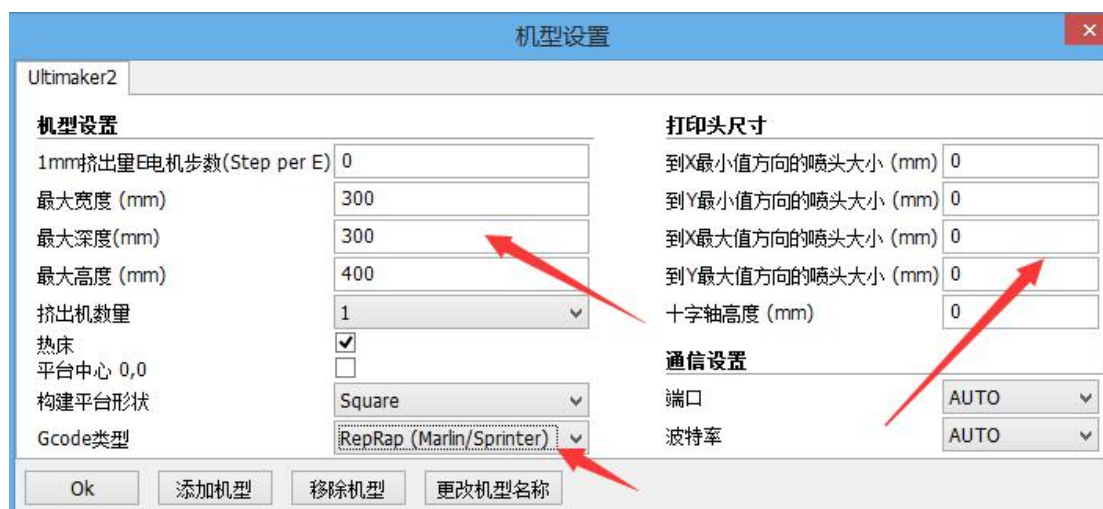 机型设置
Ultimaker2
机型设置
1mm挤出量E电机步数(Step per E) 0
最大宽度 (mm) 300
最大深度(mm) 300
最大高度 (mm) 400
挤出机数量 1
热床
平台中心 0,0
构建平台形状 Square
Gcode类型 RepRap (Marlin/Sprinter)
打印头尺寸
到X最小值方向的喷头大小 (mm) 0
到Y最小值方向的喷头大小 (mm) 0
到X最大值方向的喷头大小 (mm) 0
到Y最大值方向的喷头大小 (mm) 0
十字轴高度 (mm) 0
通信设置
端口 AUTO
波特率 AUTO
Ok 添加机型 移除机型 更改机型名称